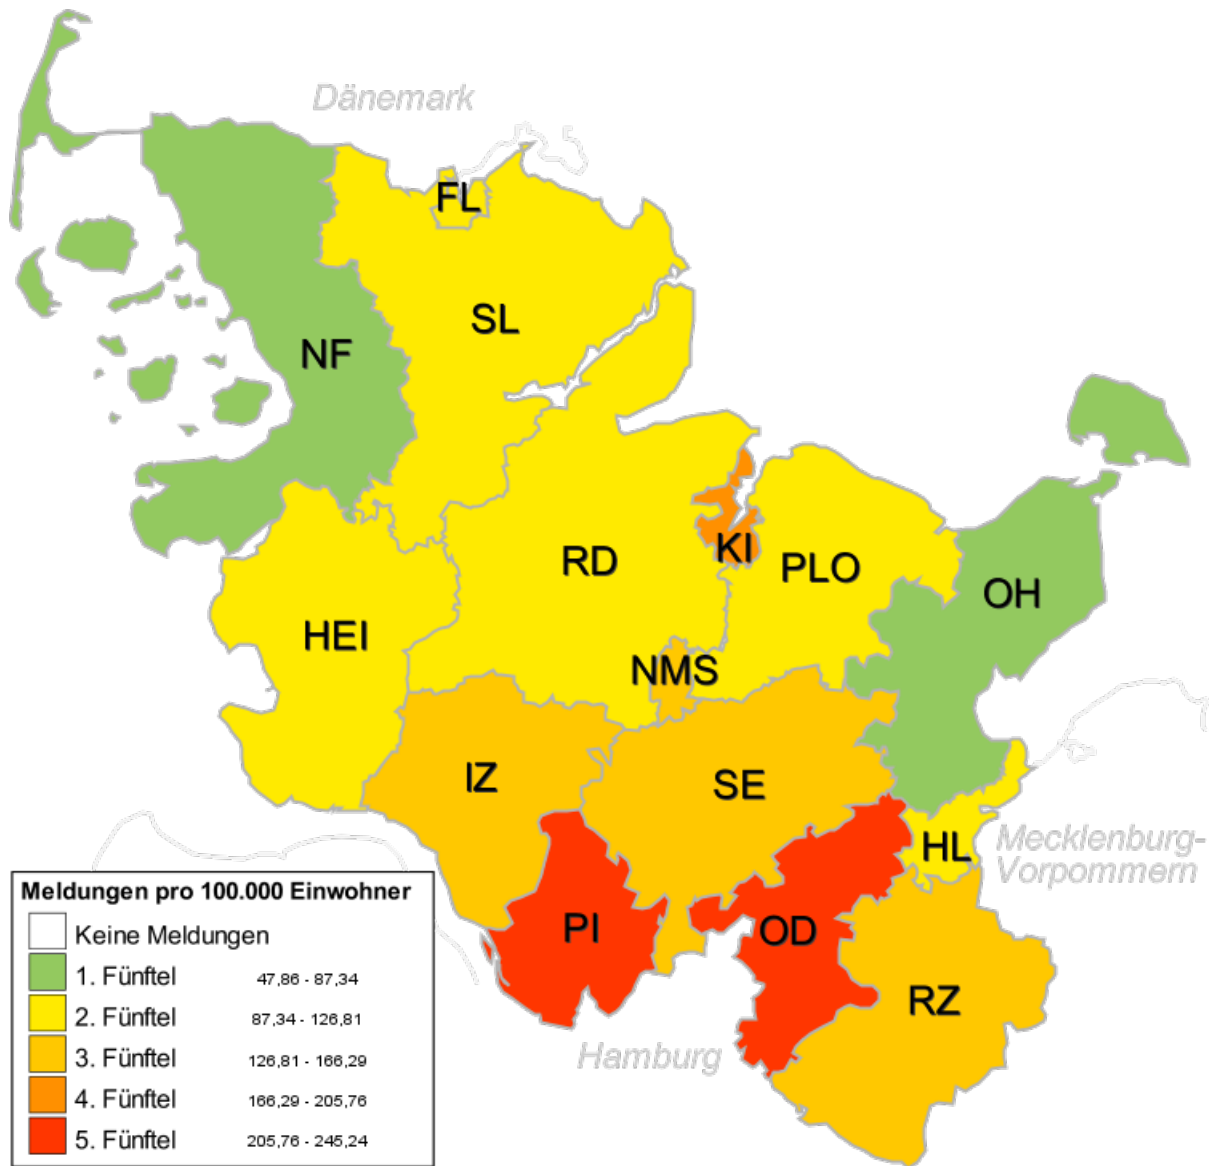 Dänemark
FL
SL
NF
RD
KI
PLO
OH
HEI
NMS
IZ
SE
HL
Mecklenburg-
Vorpommern
PI
OD
RZ
Hamburg
Meldungen pro 100.000 Einwohner
Keine Meldungen
1. Fünftel 47,86 - 87,34
2. Fünftel 87,34 - 126,81
3. Fünftel 126,81 - 166,29
4. Fünftel 166,29 - 205,76
5. Fünftel 205,76 - 245,24